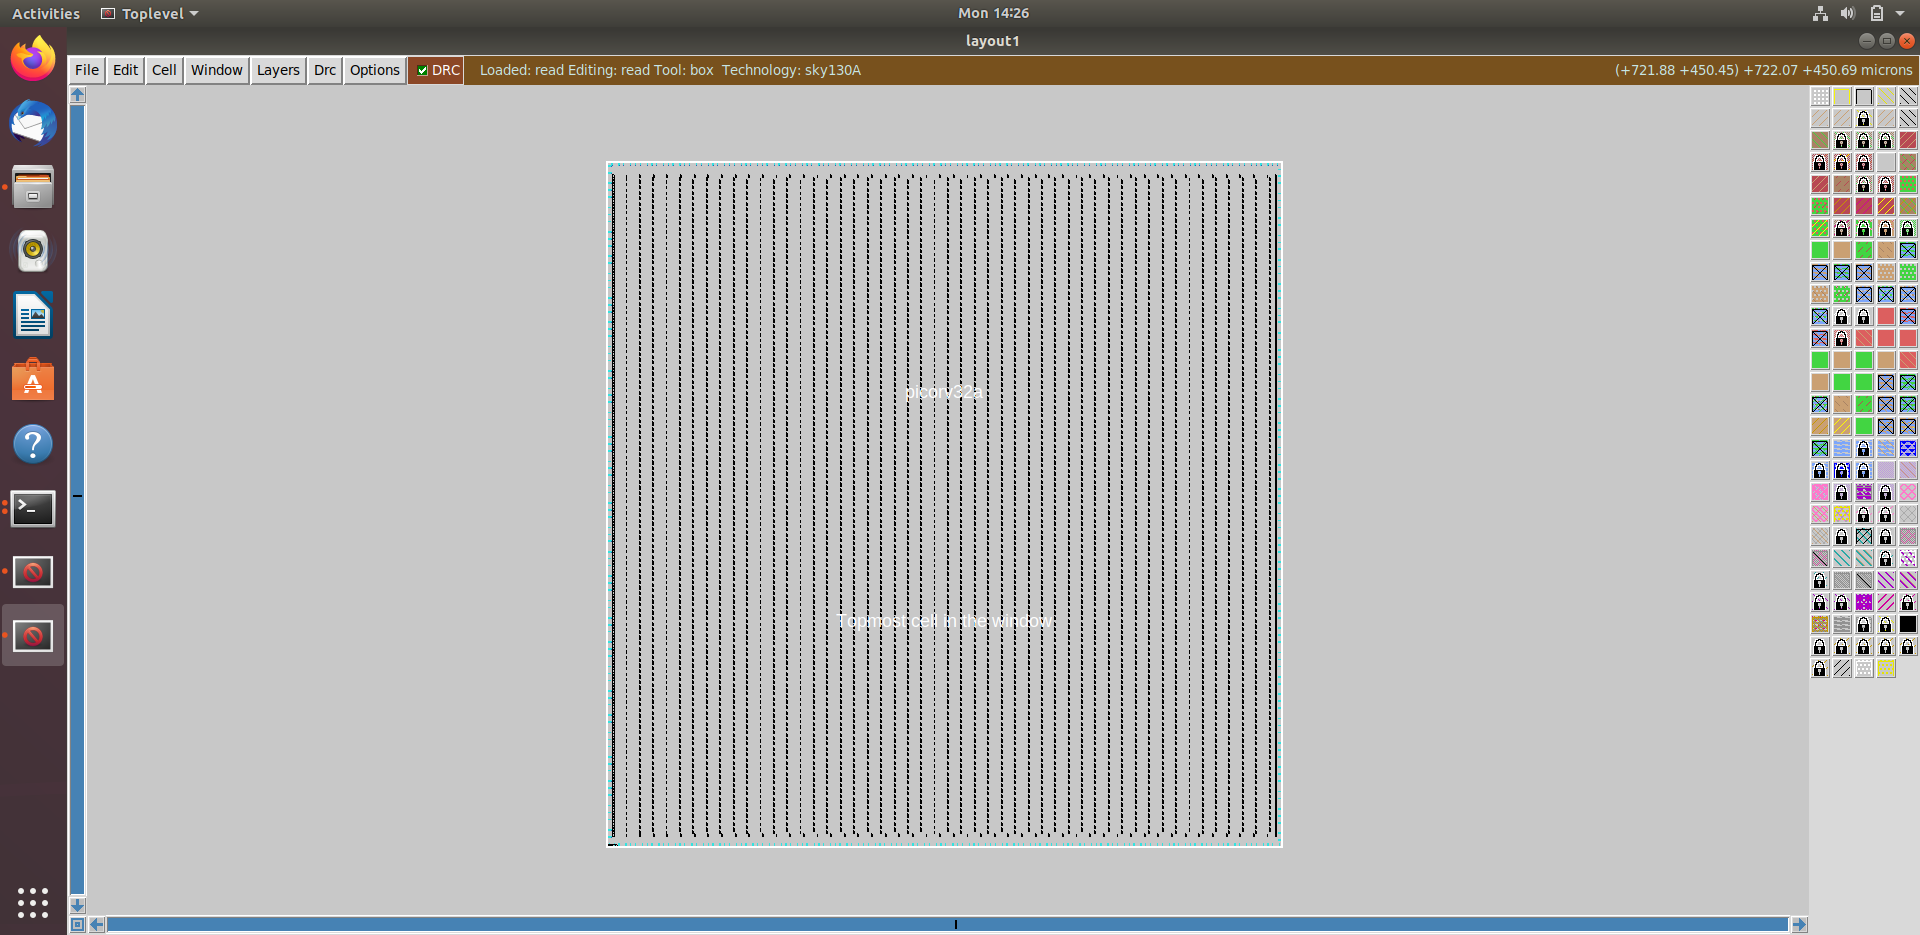 Activities Toplevel Mon 14:26
layout1
File Edit Cell Window Layers Drc Options DRC Loaded: read Editing: read Tool: box Technology: sky130A (+721.88 +450.45) +722.07 +450.69 microns
picorv32a
Topmost cell in the window